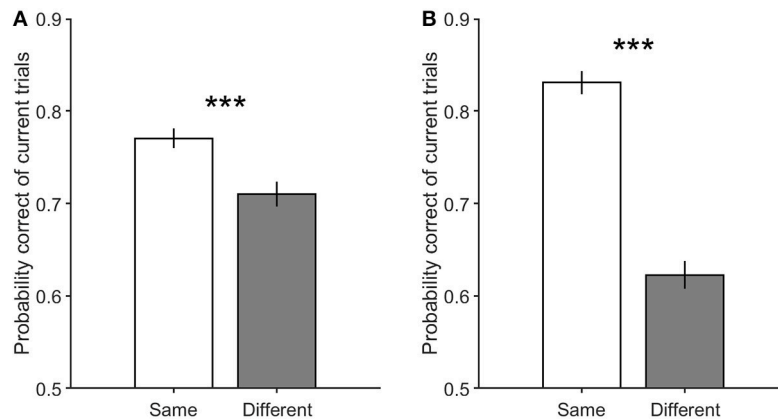 A
Probability correct of current trials
0.9
0.8
0.7
0.6
0.5
***
Same
Different
B
Probability correct of current trials
0.9
0.8
0.7
0.6
0.5
***
Same
Different